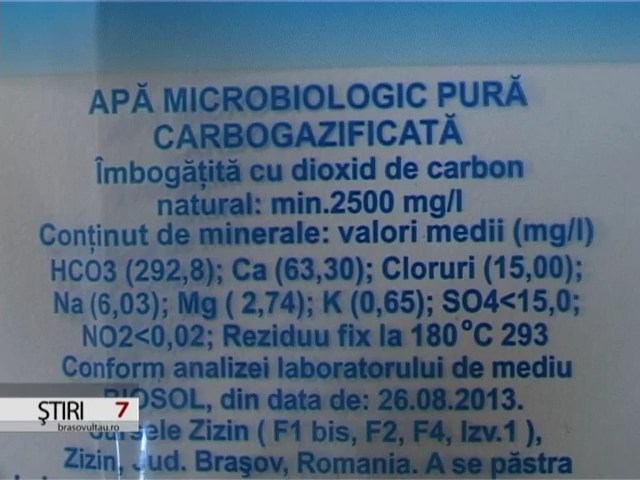 APĂ MICROBIOLOGIC PURĂ
CARBOGAZIFICATĂ
Îmbogățită cu dioxid de carbon
natural: min.2500 mg/l
Conținut de minerale: valori medii (mg/l)
HCO3 (292,8); Ca (63,30); Cloruri (15,00);
Na (6,03); Mg ( 2,74); K (0,65); SO4<15,0;
NO2<0,02; Reziduu fix la 180°C 293
Conform analizei laboratorului de mediu
BIOSOL, din data de: 26.08.2013.
ŞTIRI 7
brasovultau.ro
Sursele Zizin ( F1 bis, F2, F4, Izv.1 ),
Zizin, Jud. Braşov, Romania. A se păstra